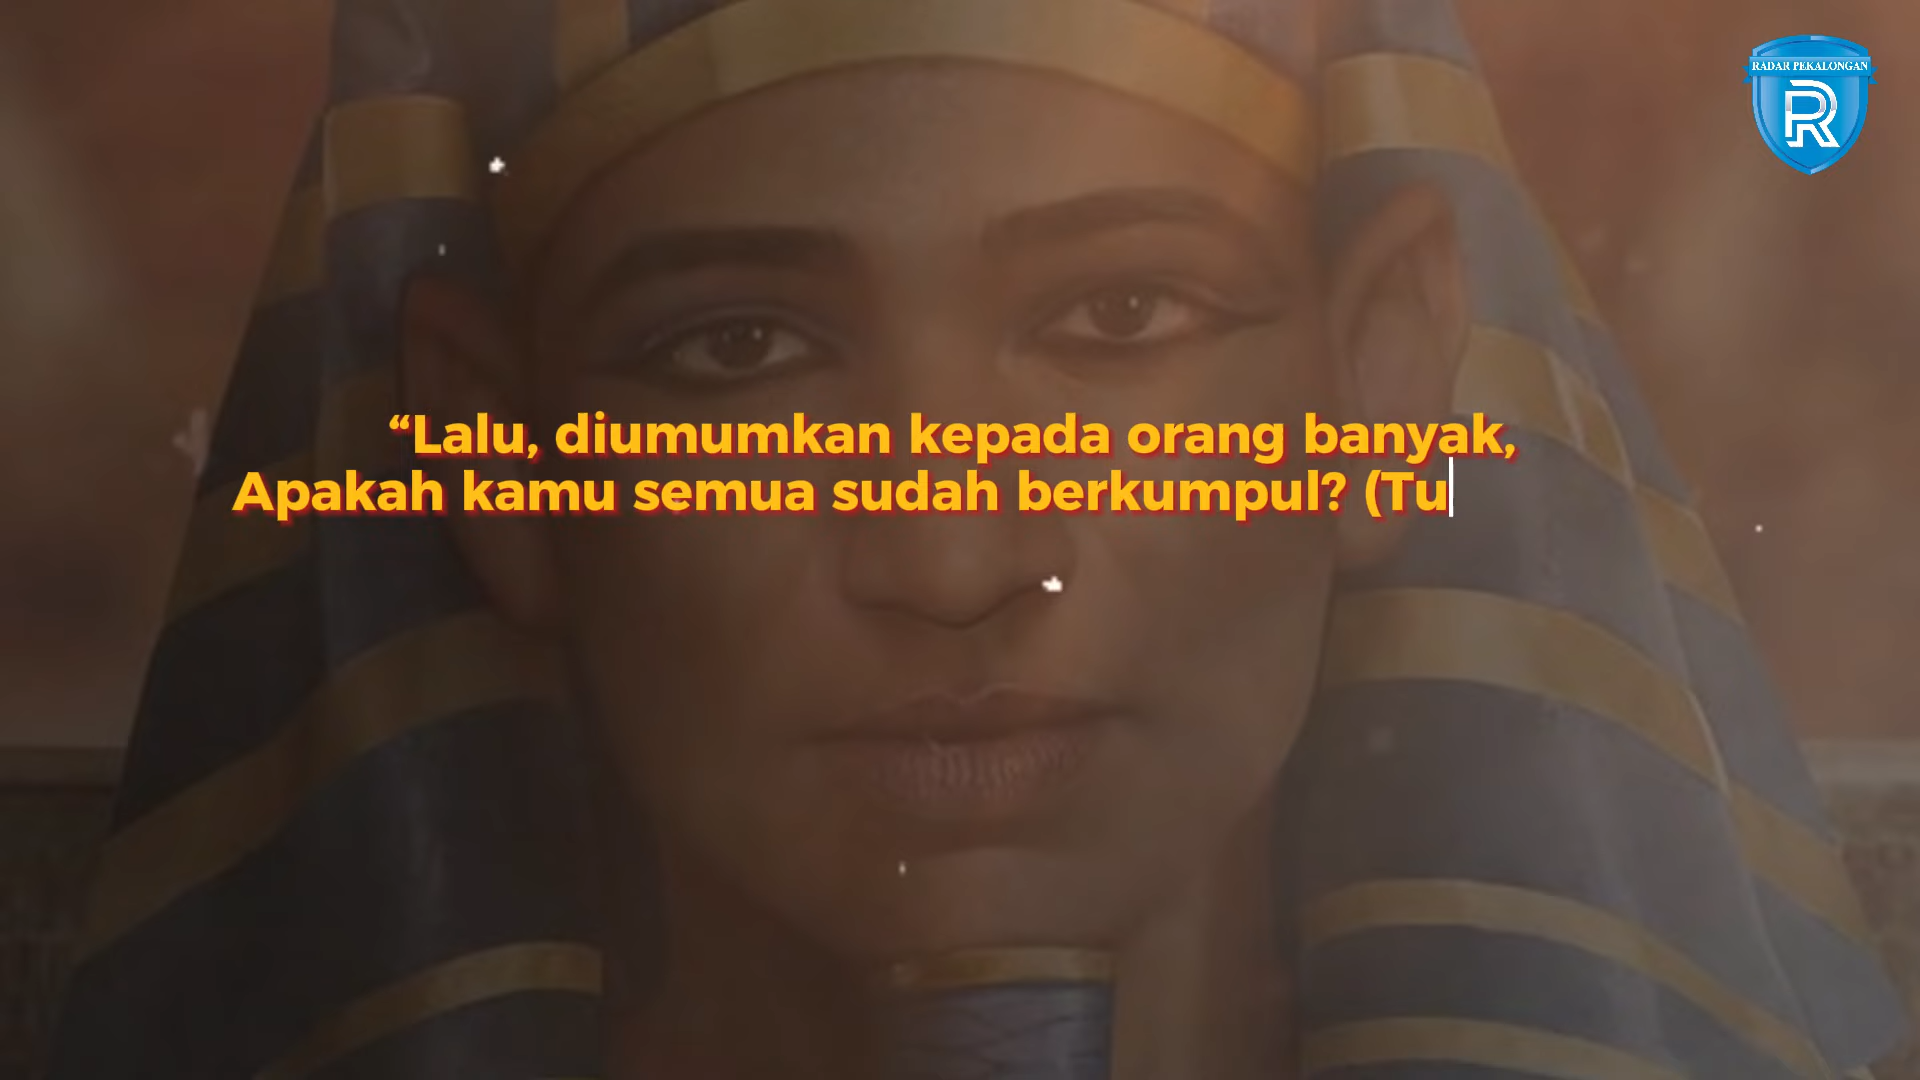 RADAR PEKALONGAN
R
“Lalu, diumumkan kepada orang banyak,
Apakah kamu semua sudah berkumpul? (Tu